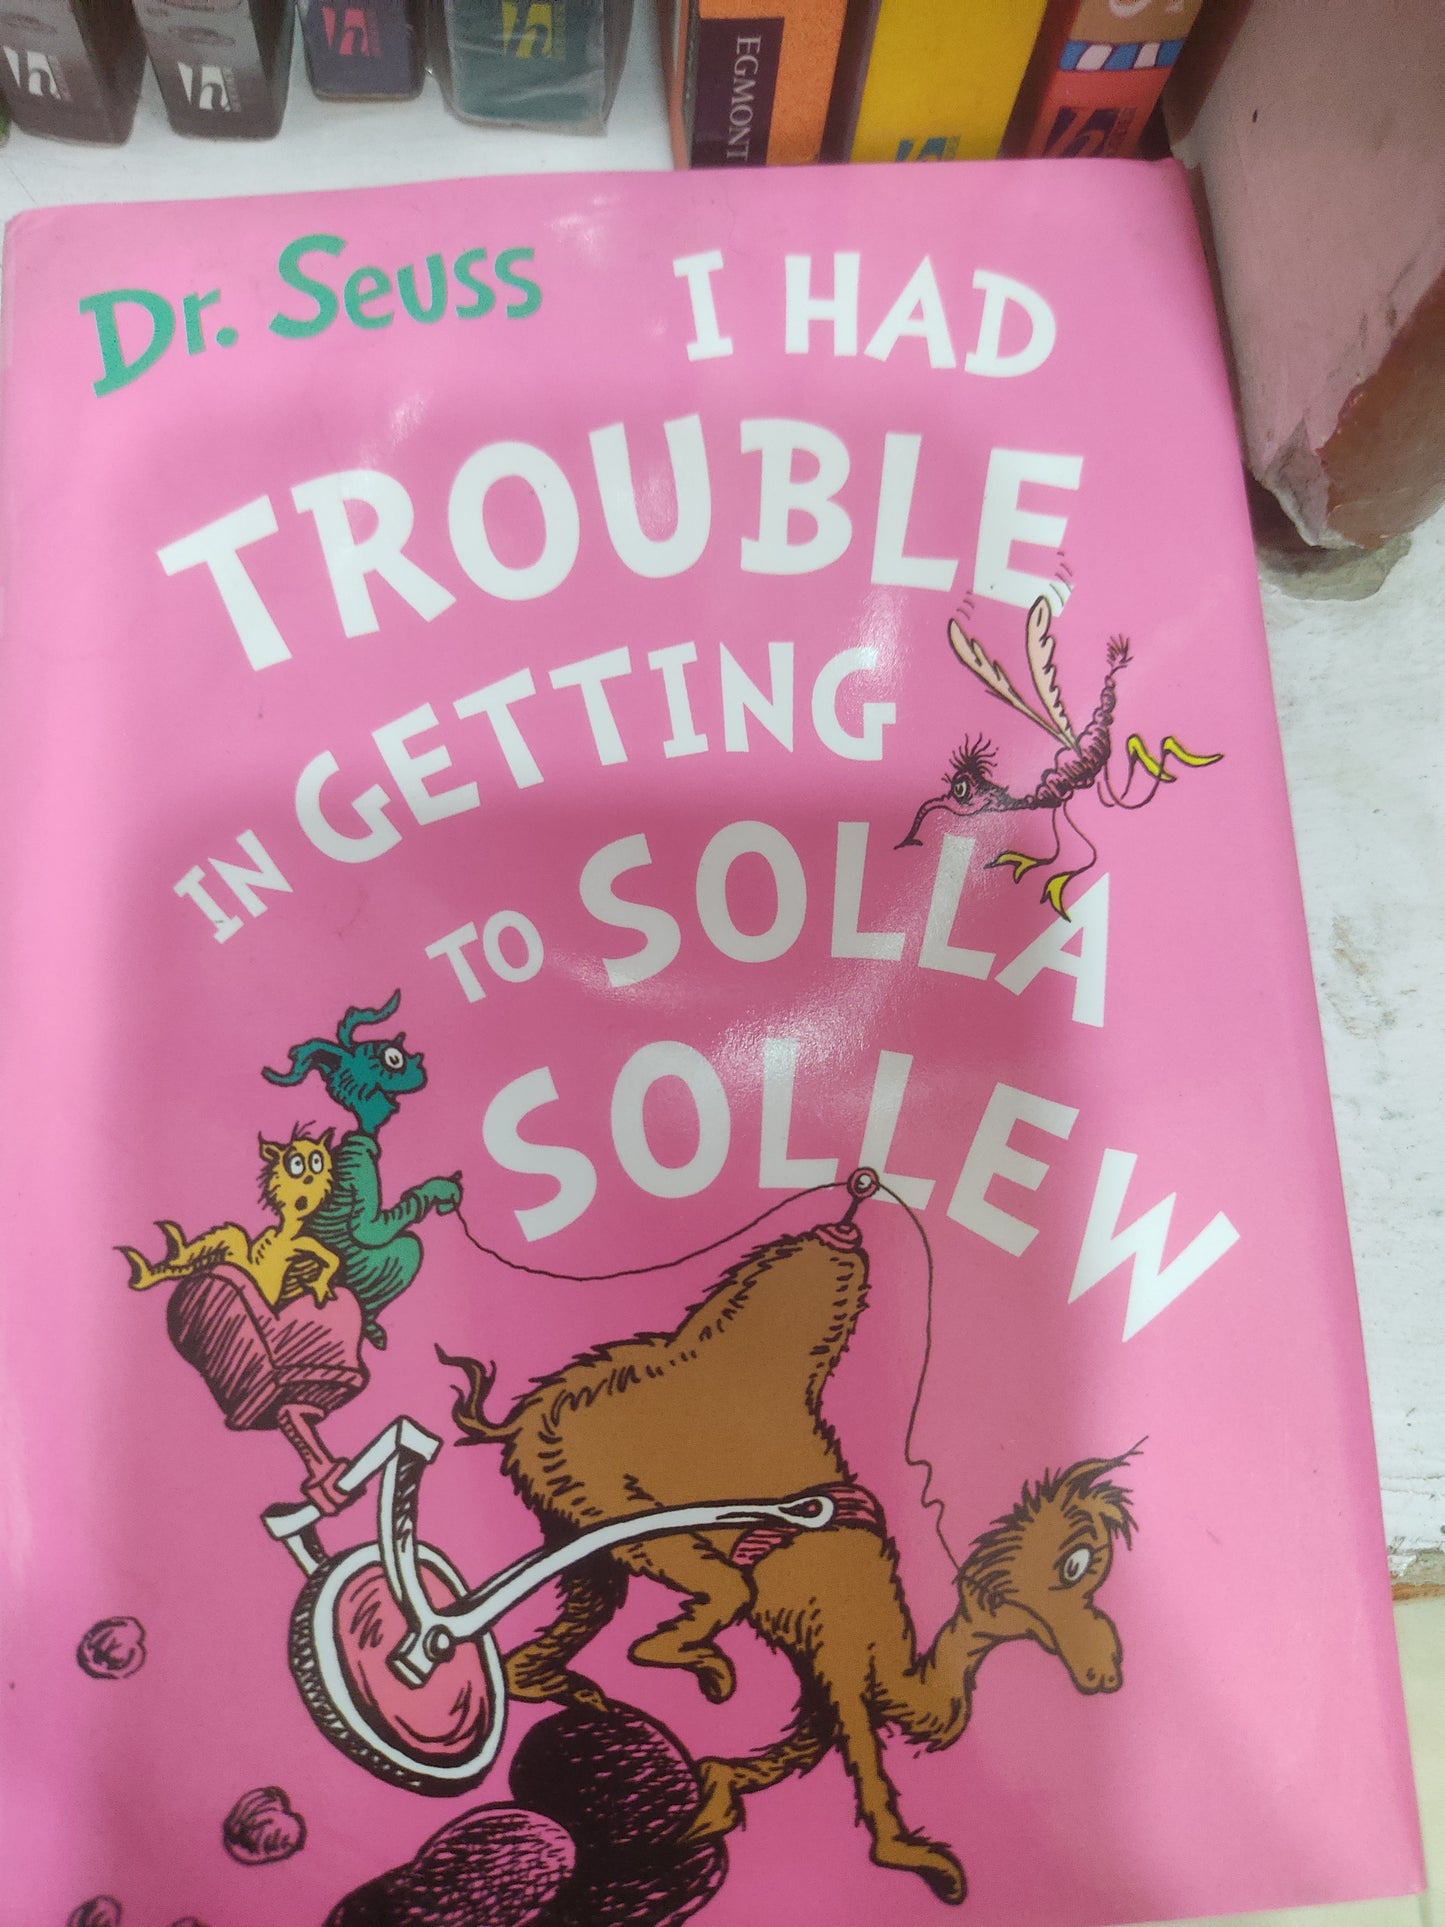 EGMONT
Dr. Seuss
I HAD
TROUBLE
IN GETTING
TO SOLLA
SOLLEW